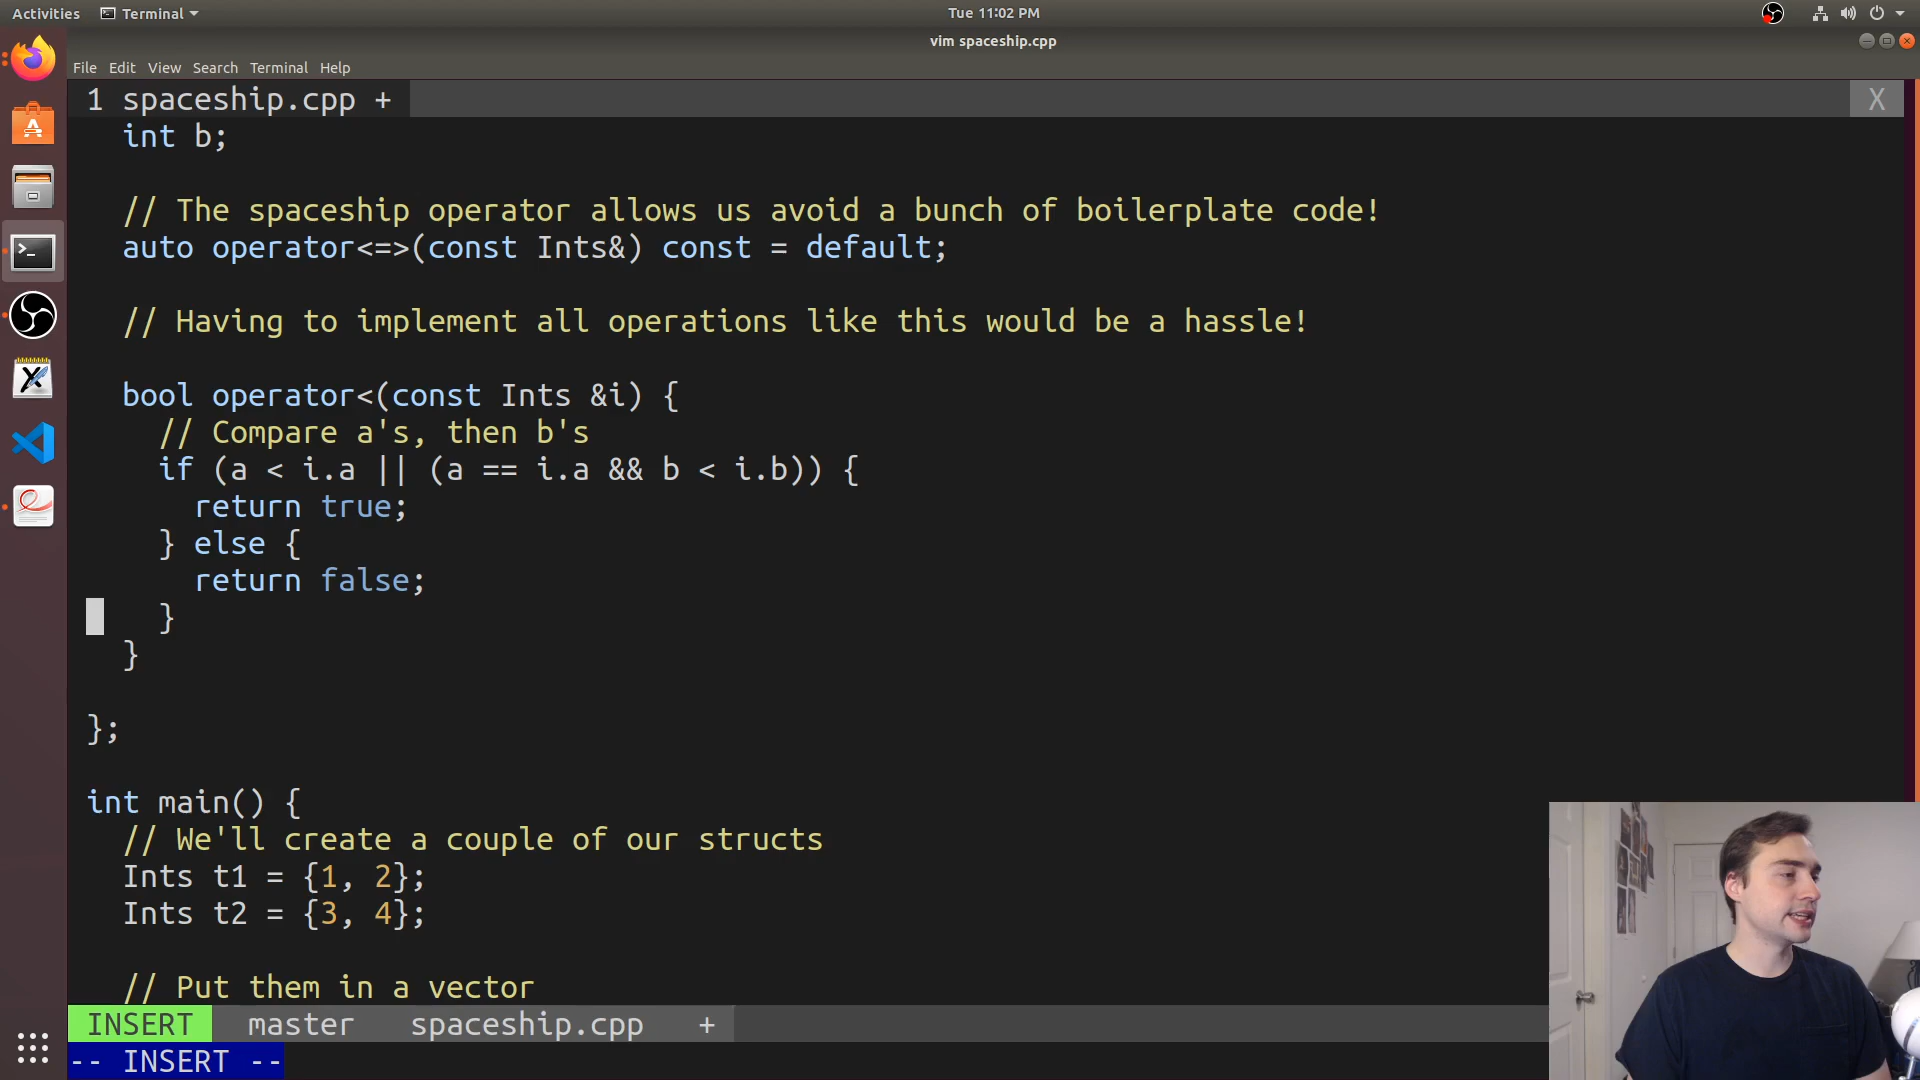 Activities Terminal Tue 11:02 PM
vim spaceship.cpp
File Edit View Search Terminal Help
1 spaceship.cpp + X
int b;
// The spaceship operator allows us avoid a bunch of boilerplate code!
auto operator<=>(const Ints&) const = default;
// Having to implement all operations like this would be a hassle!
bool operator<(const Ints &i) {
// Compare a's, then b's
if (a < i.a || (a == i.a && b < i.b)) {
return true;
} else {
return false;
}
}
};
int main() {
// We'll create a couple of our structs
Ints t1 = {1, 2};
Ints t2 = {3, 4};
// Put them in a vector
INSERT master spaceship.cpp +
-- INSERT --